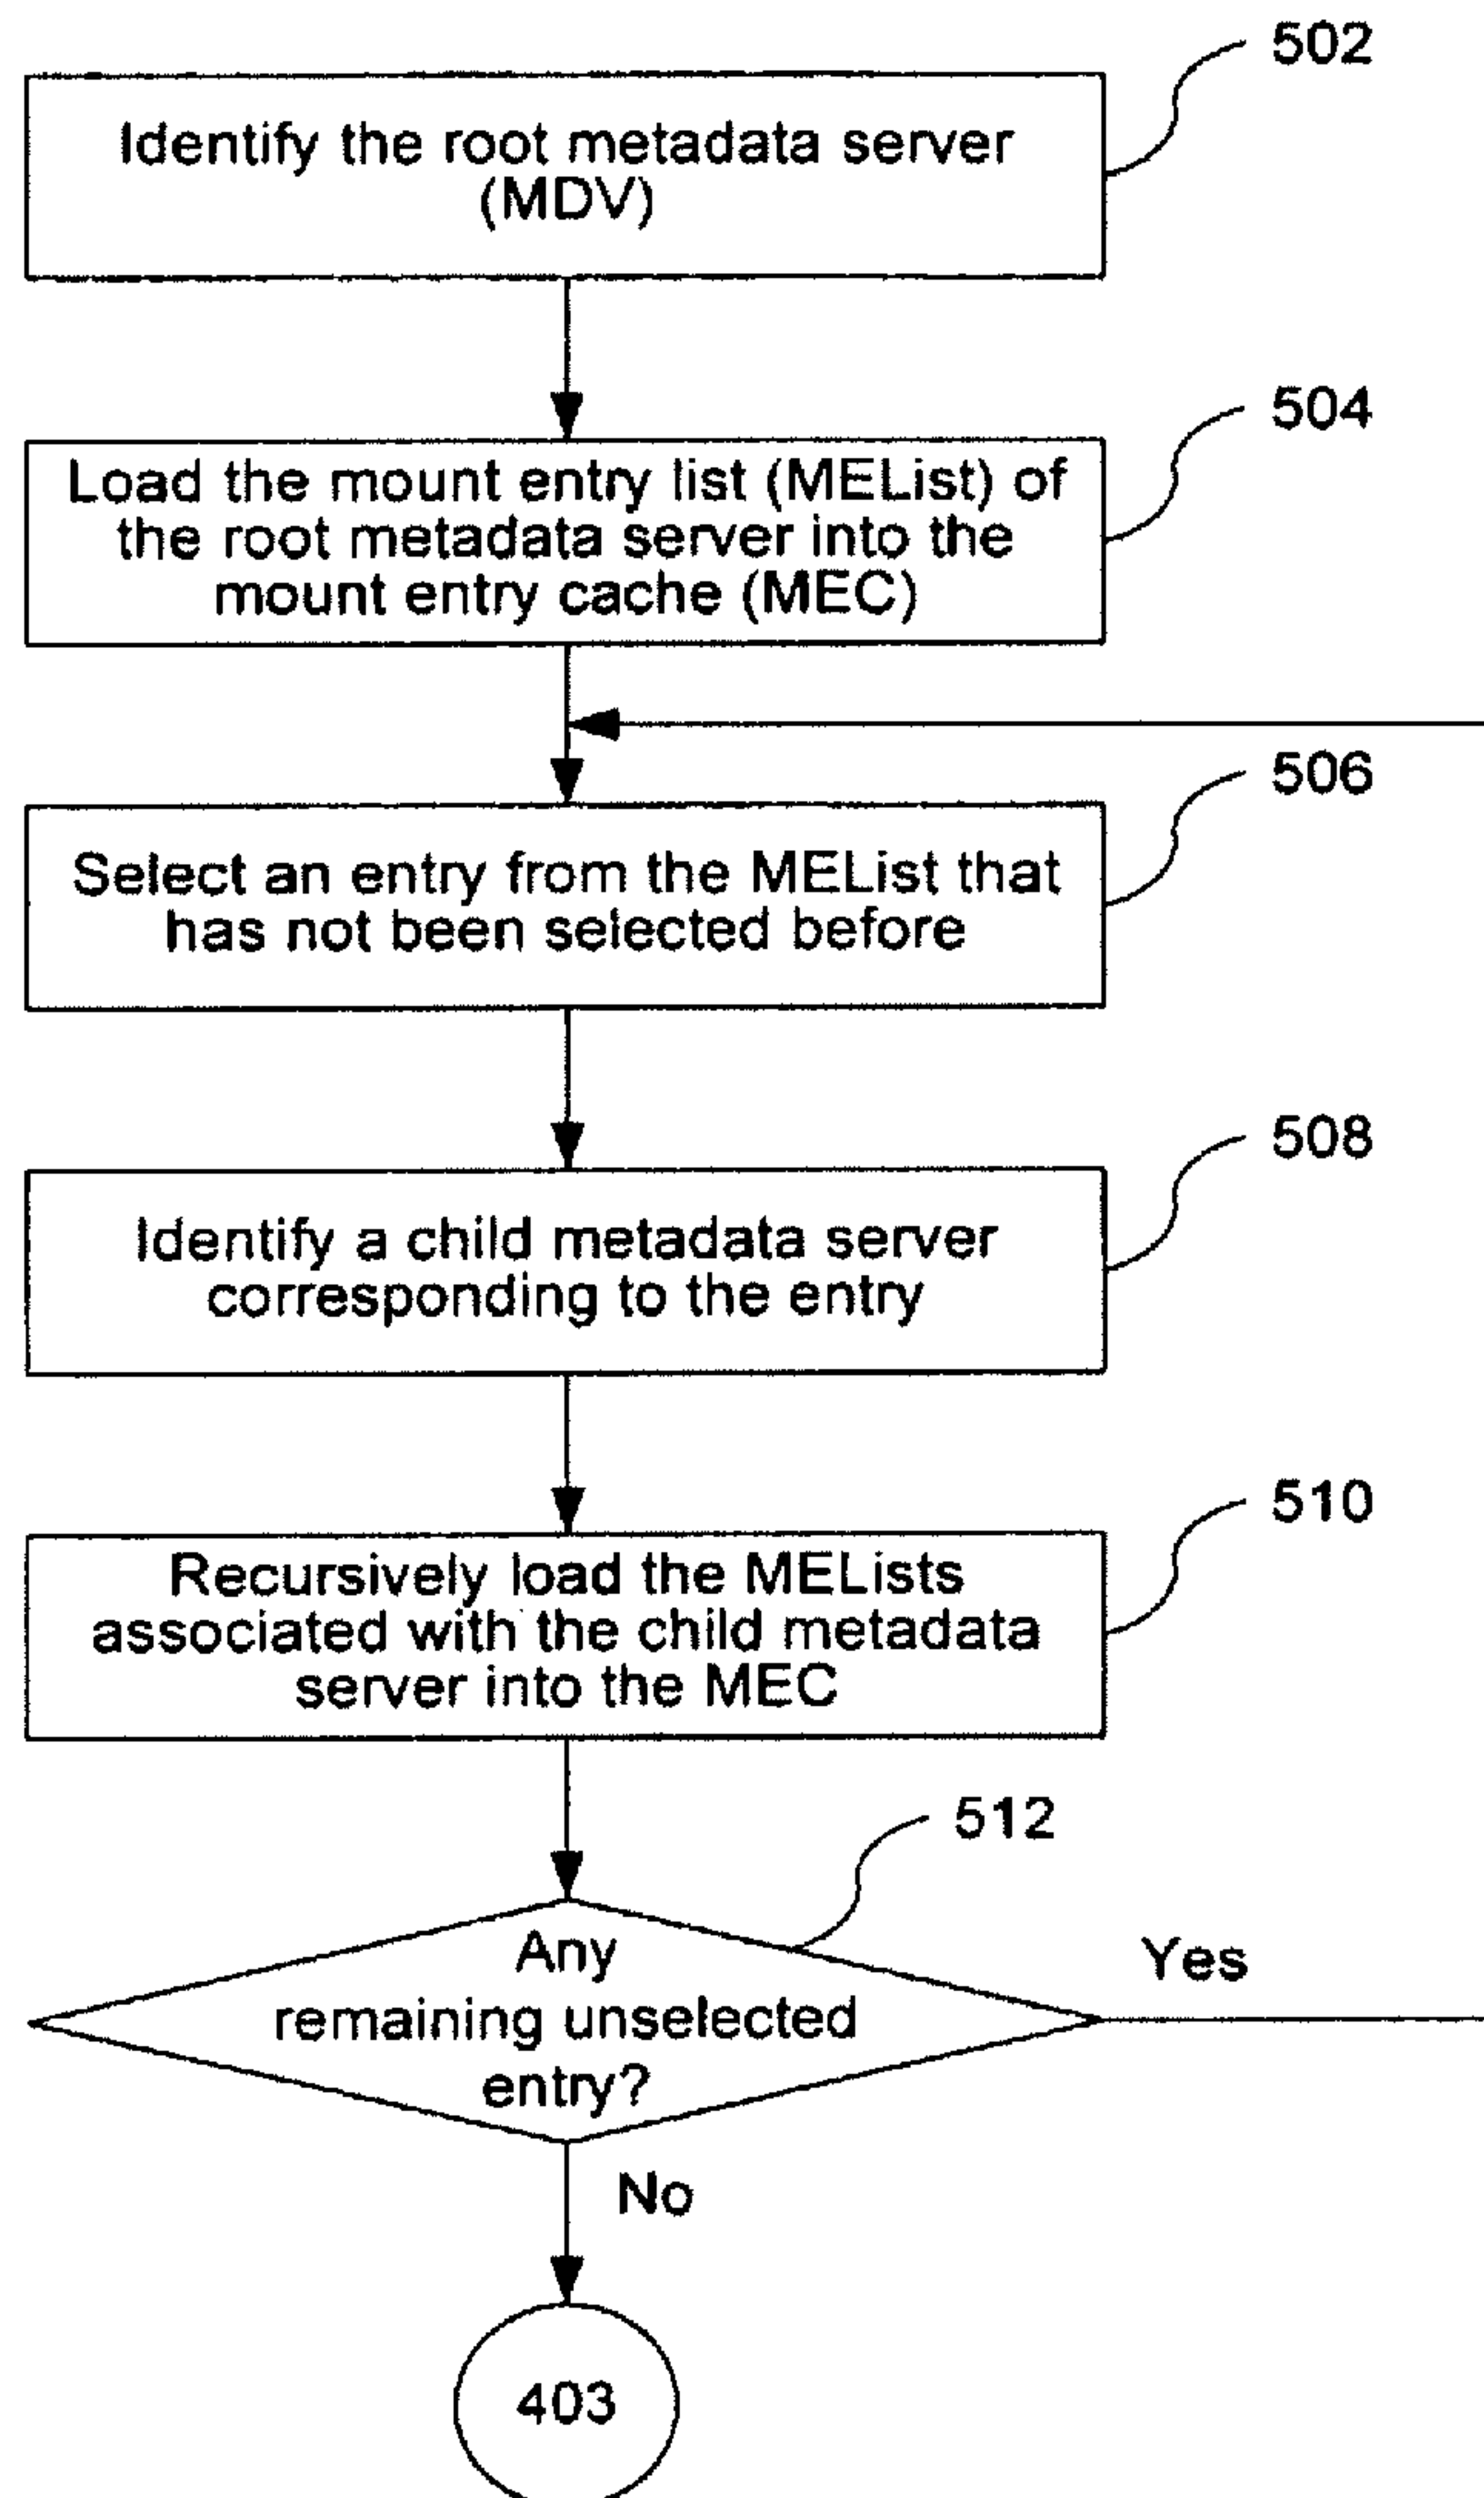 502
Identify the root metadata server
(MDV)
504
Load the mount entry list (MEList) of
the root metadata server into the
mount entry cache (MEC)
506
Select an entry from the MEList that
has not been selected before
508
Identify a child metadata server
corresponding to the entry
510
Recursively load the MELists
associated with the child metadata
server into the MEC
512
Any
remaining unselected
entry?
Yes
No
403